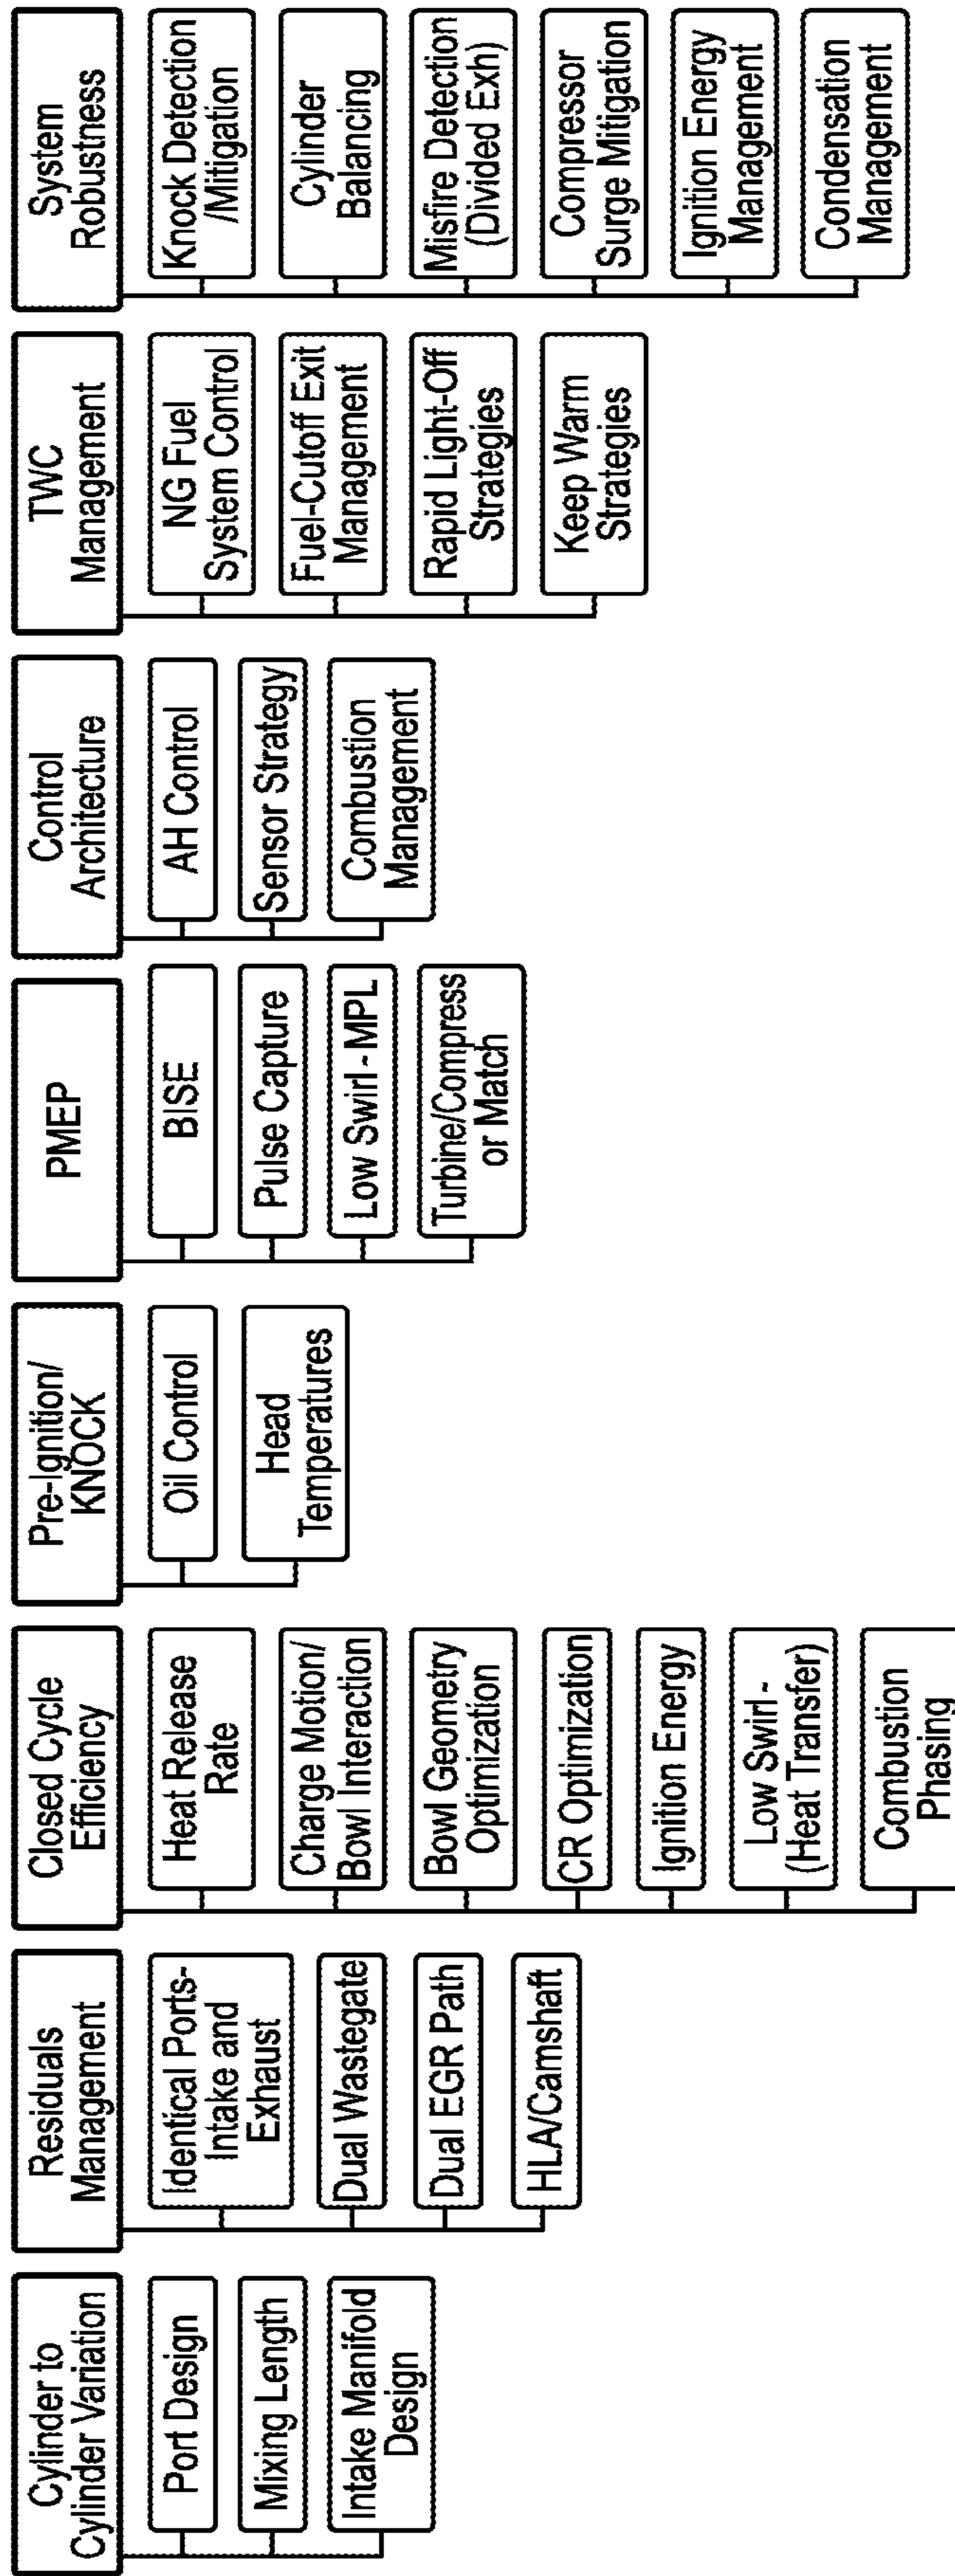 Cylinder to
Cylinder Variation
Port Design
Mixing Length
Intake Manifold
Design
Residuals
Management
Identical Ports-
Intake and
Exhaust
Dual Wastegate
Dual EGR Path
HLA/Camshaft
Closed Cycle
Efficiency
Heat Release
Rate
Charge Motion/
Bowl Interaction
Bowl Geometry
Optimization
CR Optimization
Ignition Energy
Low Swirl -
(Heat Transfer)
Combustion
Phasing
Pre-Ignition/
KNOCK
Oil Control
Head
Temperatures
PMEP
BISE
Pulse Capture
Low Swirl - MPL
Turbine/Compress
or Match
Control
Architecture
AH Control
Sensor Strategy
Combustion
Management
TWC
Management
NG Fuel
System Control
Fuel-Cutoff Exit
Management
Rapid Light-Off
Strategies
Keep Warm
Strategies
System
Robustness
Knock Detection
/Mitigation
Cylinder
Balancing
Misfire Detection
(Divided Exh)
Compressor
Surge Mitigation
Ignition Energy
Management
Condensation
Management